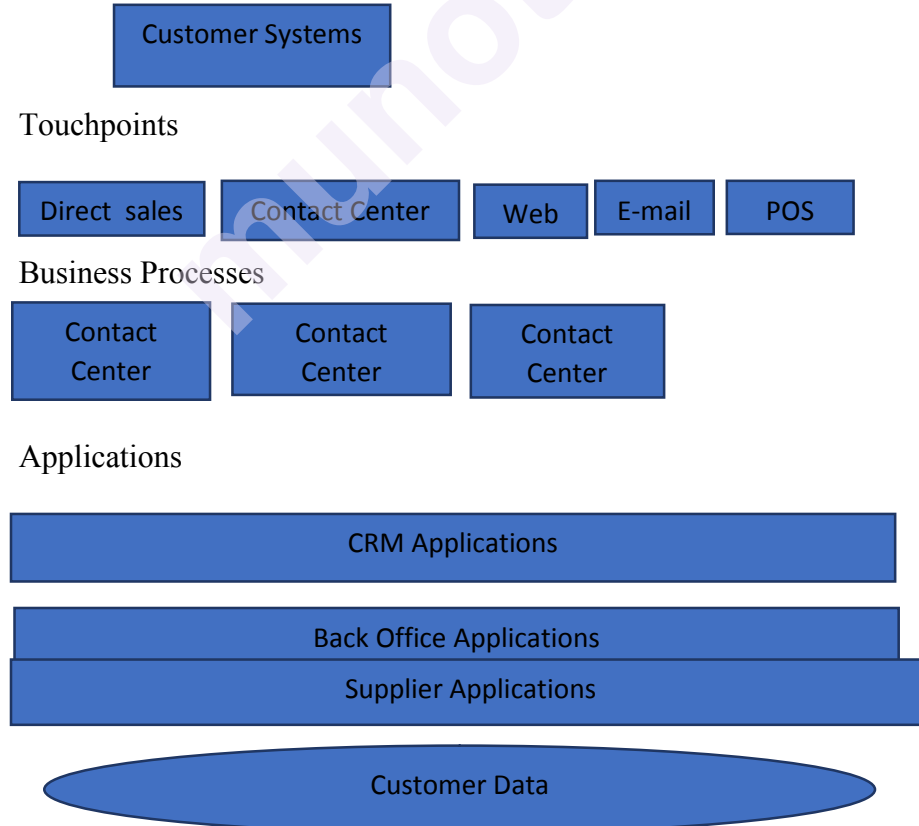 Customer Systems
Touchpoints
Direct sales Contact Center Web E-mail POS
Business Processes
Contact Contact Contact
Center Center Center
Applications
CRM Applications
Back Office Applications
Supplier Applications
Customer Data